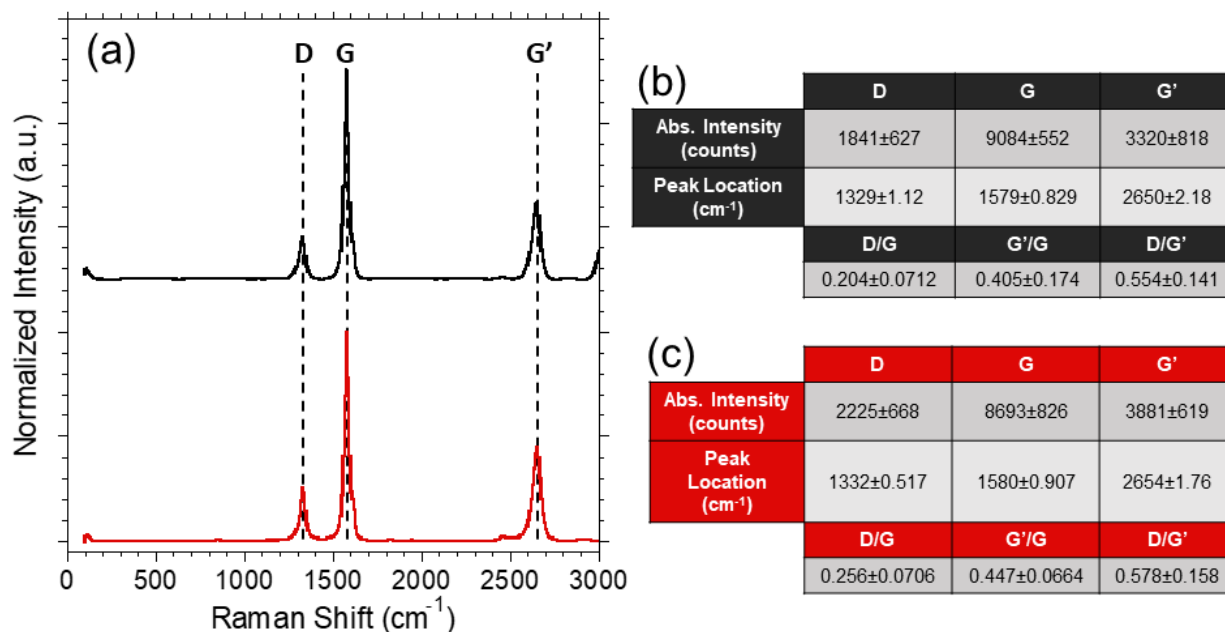 (a)
D G G’
Normalized Intensity (a.u.)
0 500 1000 1500 2000 2500 3000
Raman Shift (cm⁻¹)
(b)
D G G’
Abs. Intensity
(counts)
1841±627 9084±552 3320±818
Peak Location
(cm⁻¹)
1329±1.12 1579±0.829 2650±2.18
D/G G’/G D/G’
0.204±0.0712 0.405±0.174 0.554±0.141
(c)
D G G’
Abs. Intensity
(counts)
2225±668 8693±826 3881±619
Peak
Location
(cm⁻¹)
1332±0.517 1580±0.907 2654±1.76
D/G G’/G D/G’
0.256±0.0706 0.447±0.0664 0.578±0.158